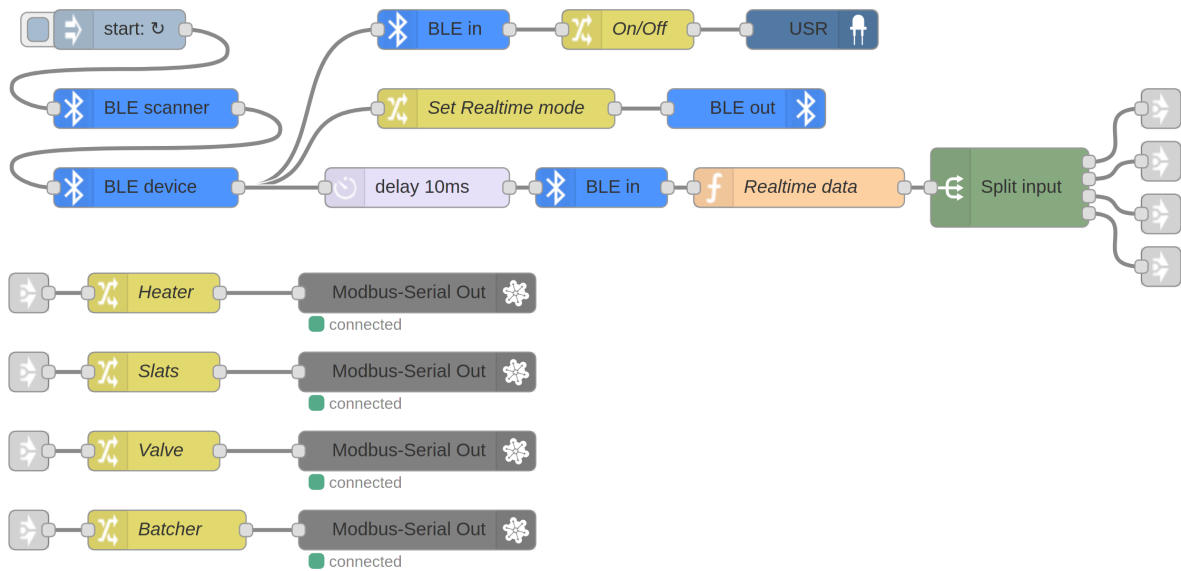 start: ↻
BLE in
On/Off
USR
BLE scanner
Set Realtime mode
BLE out
BLE device
delay 10ms
BLE in
Realtime data
Split input
Heater
Modbus-Serial Out
connected
Slats
Modbus-Serial Out
connected
Valve
Modbus-Serial Out
connected
Batcher
Modbus-Serial Out
connected